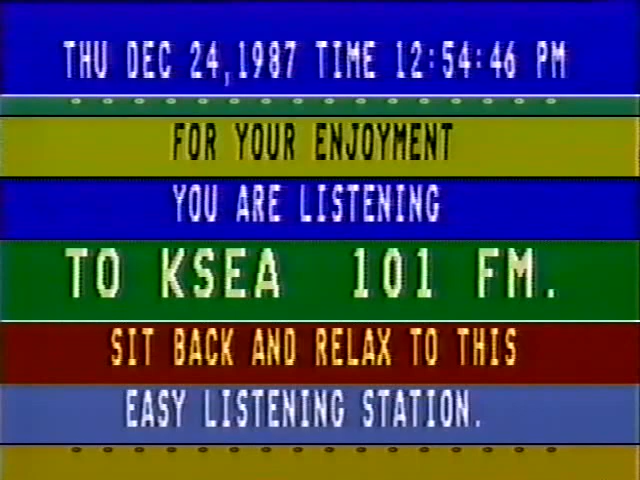 THU DEC 24,1987 TIME 12:54:46 PM
FOR YOUR ENJOYMENT
YOU ARE LISTENING
TO KSEA 101 FM.
SIT BACK AND RELAX TO THIS
EASY LISTENING STATION.